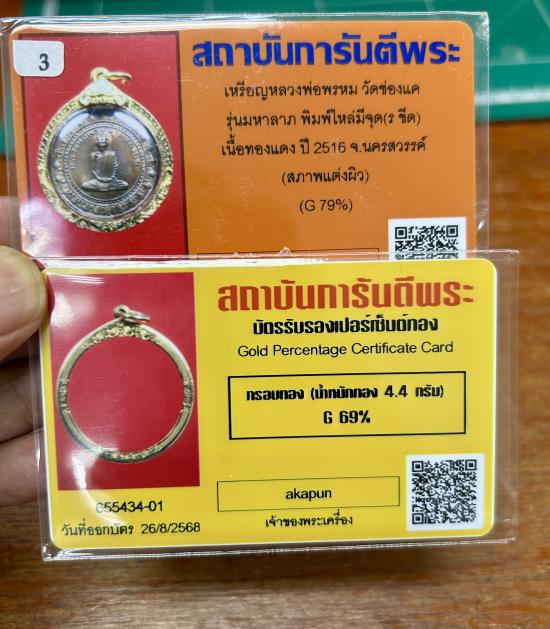 3
สถาบันการันตีพระ
เหรียญหลวงพ่อพรหม วัดช่องแค
รุ่นมหาลาภ พิมพ์ไหล่มีจุด(ร ขีด)
เนื้อทองแดง ปี 2516 จ.นครสวรรค์
(สภาพแต่งผิว)
(G 79%)
สถาบันการันตีพระ
บัตรรับรองเปอร์เซ็นต์ทอง
Gold Percentage Certificate Card
กรอบทอง (น้ำหนักทอง 4.4 กรัม)
G 69%
655434-01
akapun
วันที่ออกบัตร 26/8/2568
เจ้าของพระเครื่อง